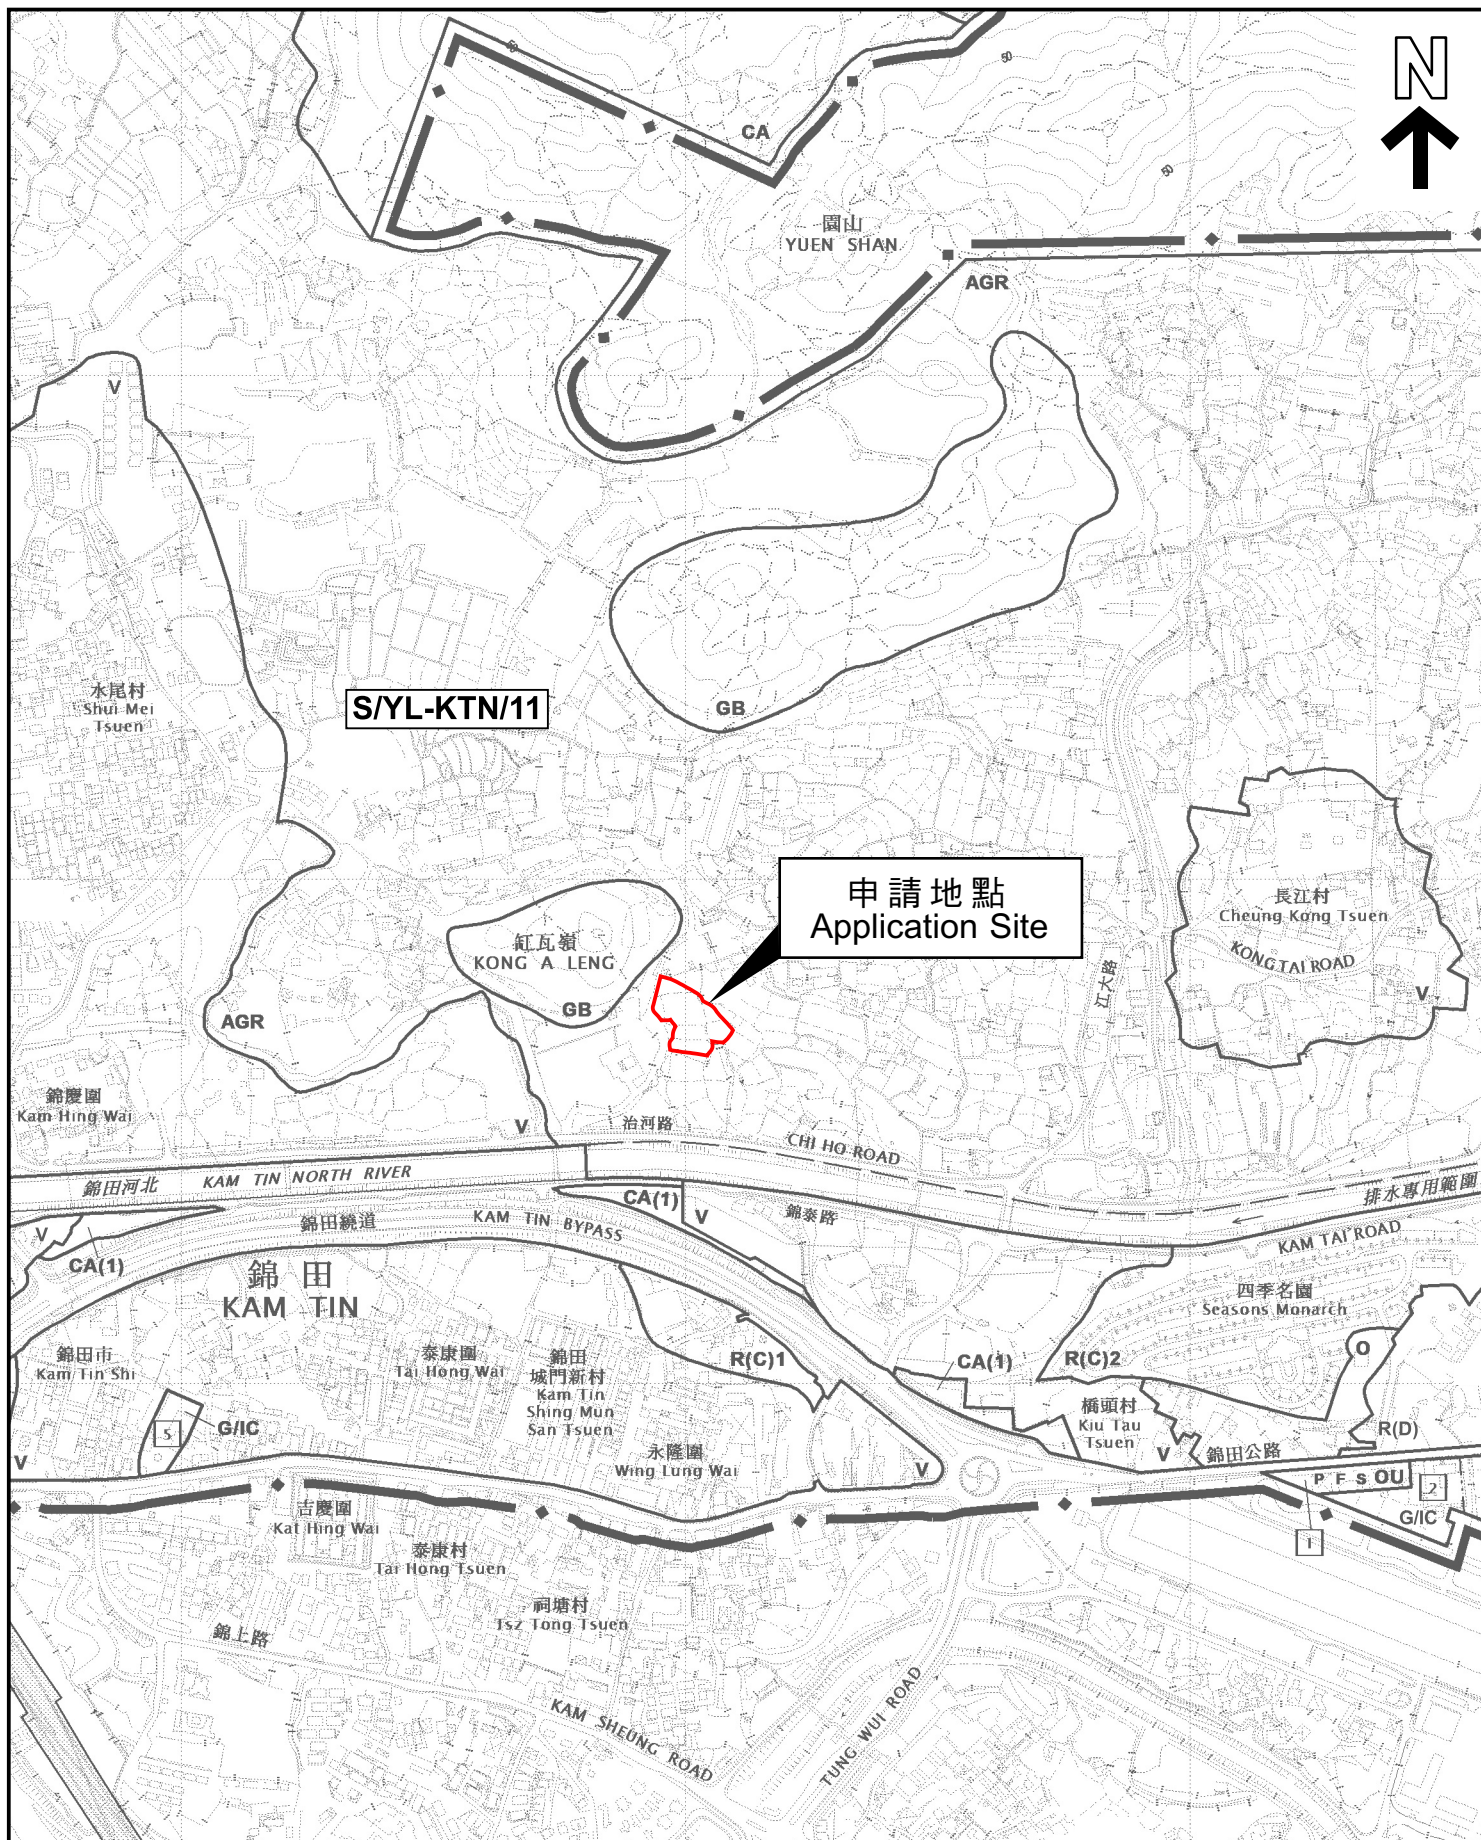 N
50
50
CA
50
園山
YUEN SHAN
AGR
V
水尾村
Shui Mei
Tsuen
S/YL-KTN/11
GB
申請地點
Application Site
長江村
Cheung Kong Tsuen
KONG TAI ROAD
V
缸瓦嶺
KONG A LENG
GB
江大路
AGR
錦慶圍
Kam Hing Wai
V
治河路
CHI HO ROAD
錦田河北
KAM TIN NORTH RIVER
排水專用範圍
CA(1)
V
錦泰路
KAM TAI ROAD
V
CA(1)
錦田繞道
KAM TIN BYPASS
錦田
KAM TIN
四季名園
Seasons Monarch
錦田市
Kam Tin Shi
泰康圍
Tai Hong Wai
錦田
城門新村
Kam Tin
Shing Mun
San Tsuen
R(C)1
CA(1)
R(C)2
O
橋頭村
Kiu Tau
Tsuen
R(D)
5
G/IC
V
永隆圍
Wing Lung Wai
V
V
錦田公路
P F S OU
2
G/IC
1
吉慶圍
Kat Hing Wai
泰康村
Tai Hong Tsuen
祠塘村
Tsz Tong Tsuen
錦上路
KAM SHEUNG ROAD
TUNG WUI ROAD